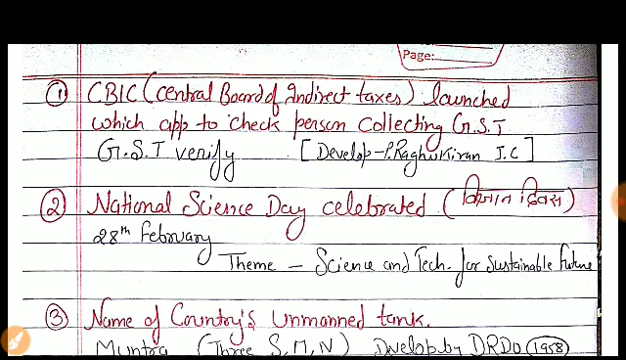 Page:
① CBIC (Central Board of Indirect taxes) launched
which app to check person collecting G.S.T
G.S.T verify [Develop - P. Raghu Kiran J.C]
② National Science Day celebrated (विज्ञान दिवस)
28th February
Theme - Science and Tech. for Sustainable future
③ Name of Country's Unmanned tank.
Muntra (Three S, M, N) Develop by DRDO (1958)